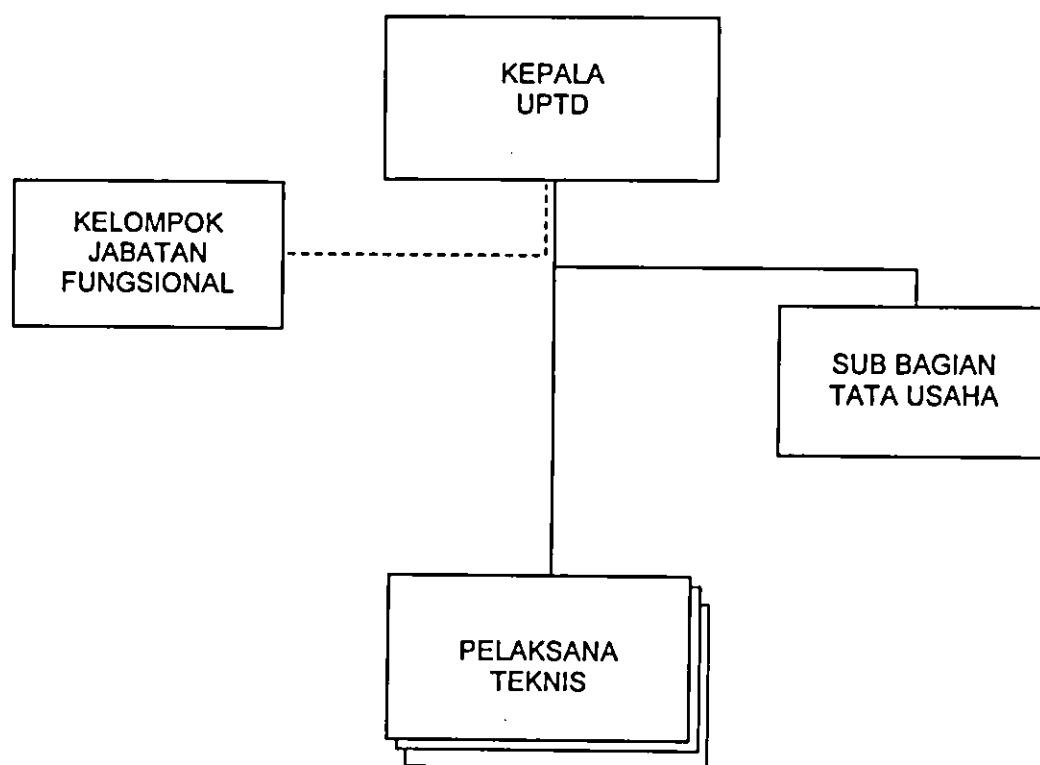 KEPALA
UPTD
KELOMPOK
JABATAN
FUNGSIONAL
SUB BAGIAN
TATA USAHA
PELAKSANA
TEKNIS